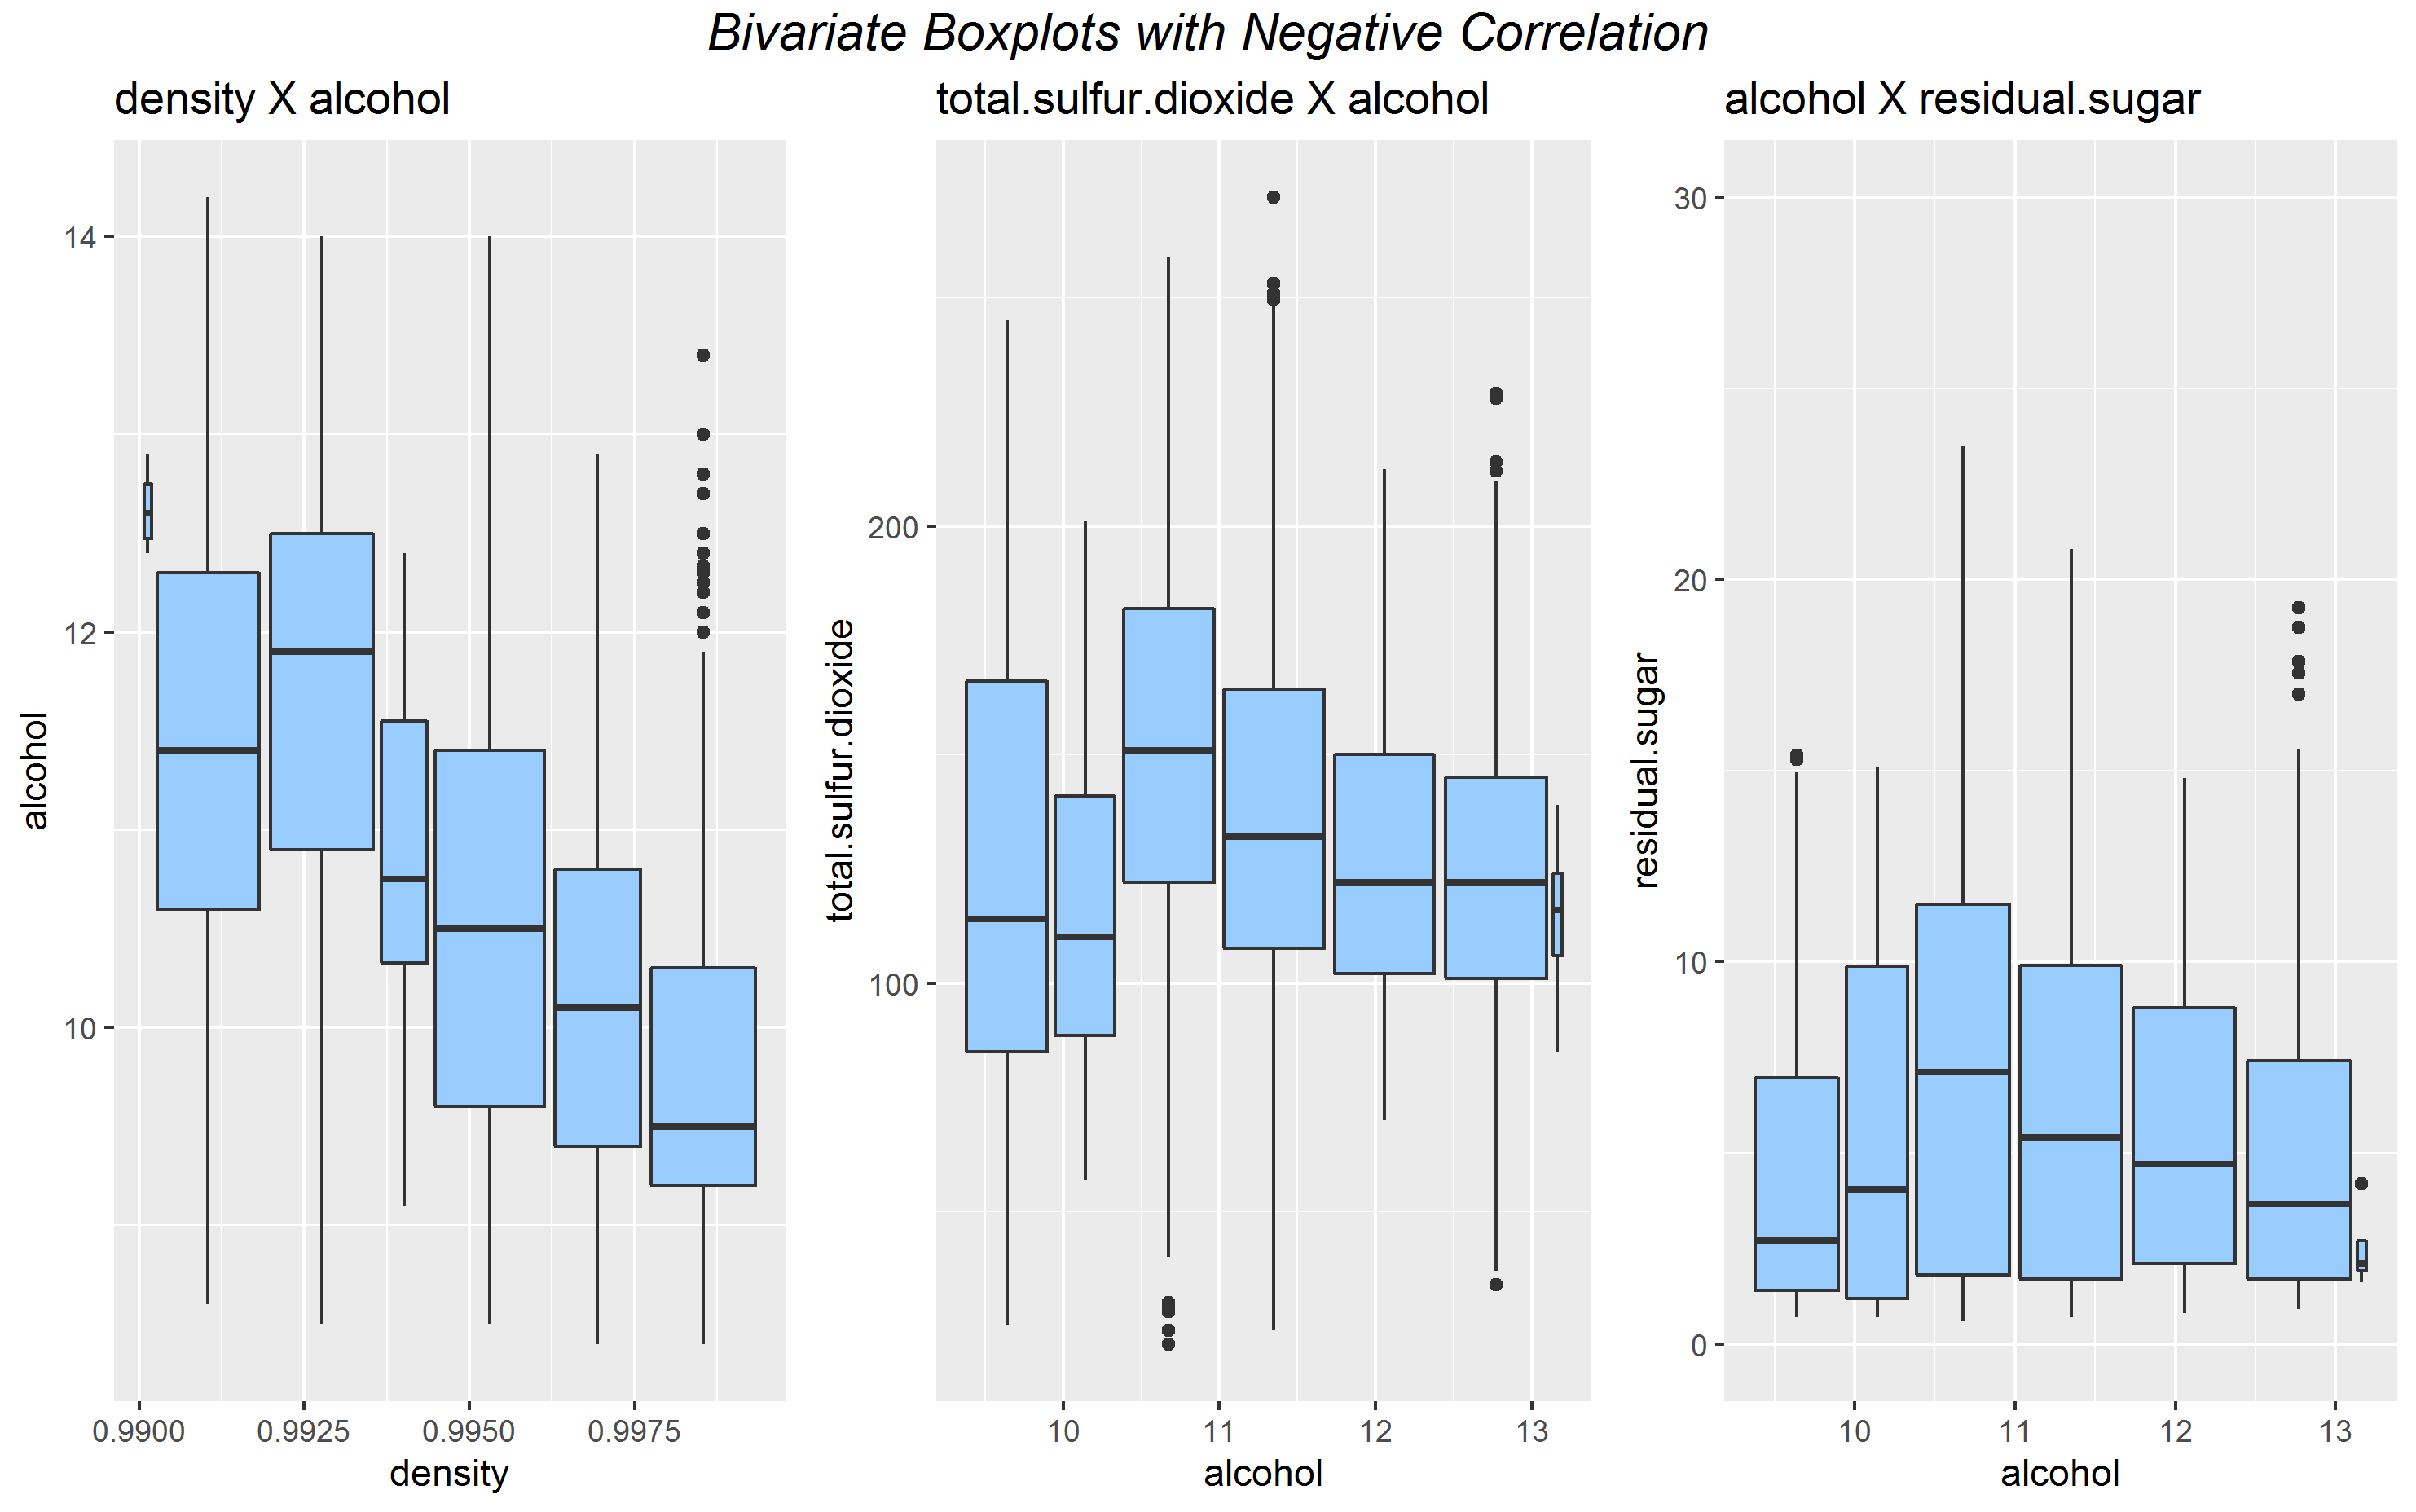 Bivariate Boxplots with Negative Correlation
density X alcohol
14
12
10
alcohol
0.9900 0.9925 0.9950 0.9975
density
total.sulfur.dioxide X alcohol
200
100
total.sulfur.dioxide
10 11 12 13
alcohol
alcohol X residual.sugar
30
20
10
0
residual.sugar
10 11 12 13
alcohol